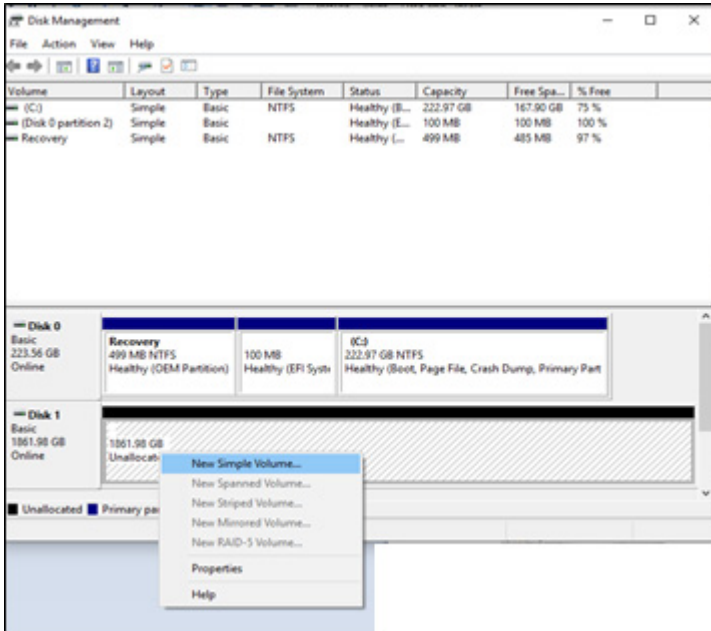 Disk Management
File Action View Help
Volume Layout Type File System Status Capacity Free Spa... % Free
(C:) Simple Basic NTFS Healthy (B... 222.97 GB 167.90 GB 75 %
(Disk 0 partition 2) Simple Basic Healthy (E... 100 MB 100 MB 100 %
Recovery Simple Basic NTFS Healthy (... 499 MB 485 MB 97 %
Disk 0
Basic
223.56 GB
Online
Recovery
499 MB NTFS
Healthy (OEM Partition)
100 MB
Healthy (EFI Syste
(C:)
222.97 GB NTFS
Healthy (Boot, Page File, Crash Dump, Primary Part
Disk 1
Basic
1861.98 GB
Online
1861.98 GB
Unallocat
New Simple Volume...
New Spanned Volume...
New Striped Volume...
New Mirrored Volume...
New RAID-5 Volume...
Properties
Help
Unallocated Primary pa